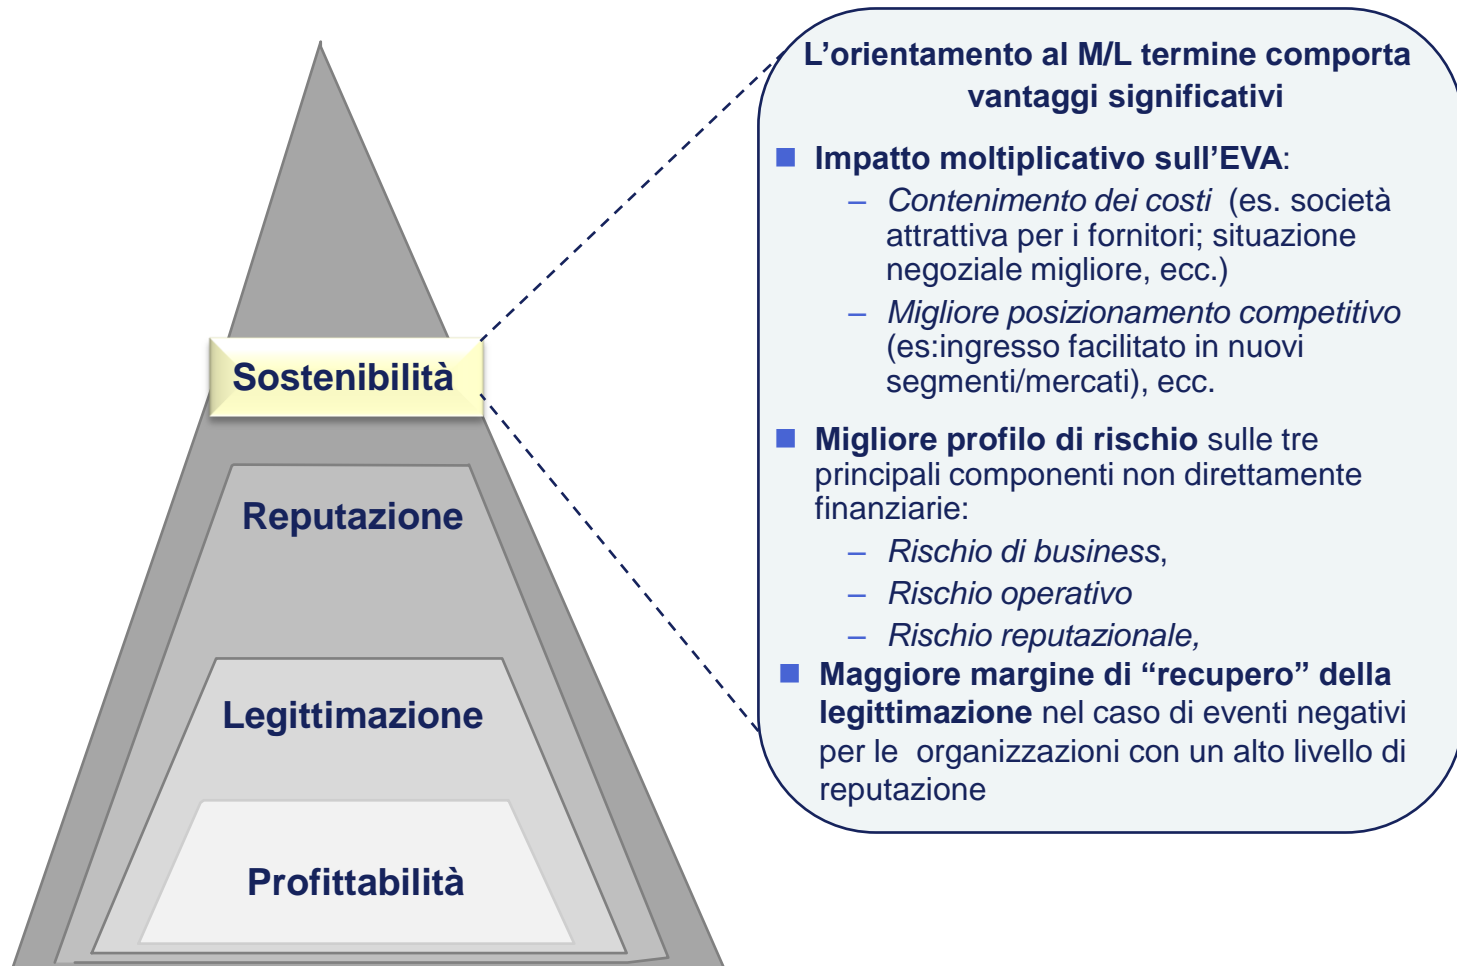 L’orientamento al M/L termine comporta
vantaggi significativi
Impatto moltiplicativo sull’EVA:
– Contenimento dei costi (es. società
attrattiva per i fornitori; situazione
negoziale migliore, ecc.)
– Migliore posizionamento competitivo
(es:ingresso facilitato in nuovi
segmenti/mercati), ecc.
Migliore profilo di rischio sulle tre
principali componenti non direttamente
finanziarie:
– Rischio di business,
– Rischio operativo
– Rischio reputazionale,
Maggiore margine di “recupero” della
legittimazione nel caso di eventi negativi
per le organizzazioni con un alto livello di
reputazione
Sostenibilità
Reputazione
Legittimazione
Profittabilità